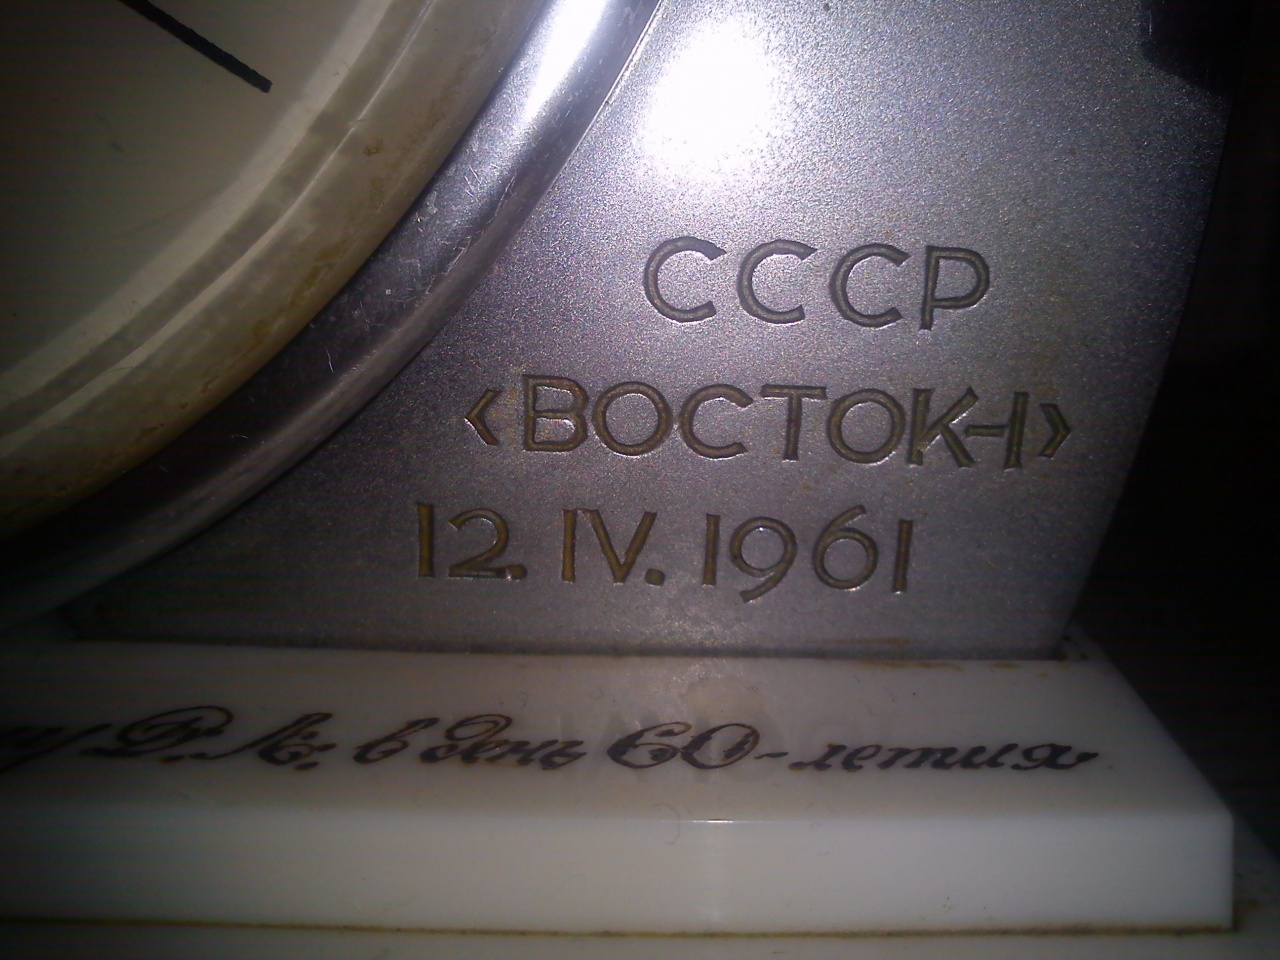 СССР
‹ВОСТОК-1›
12. IV. 1961
в день 60-летия